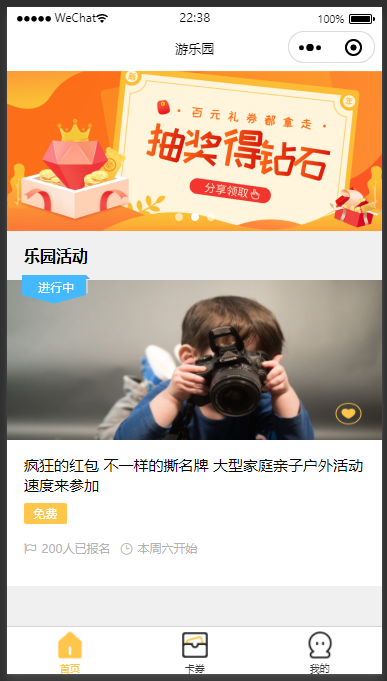 WeChat
22:38
100%
游乐园
·百元礼券都拿走·
抽奖得钻石
分享领取
乐园活动
进行中
疯狂的红包 不一样的撕名牌 大型家庭亲子户外活动
速度来参加
免费
200人已报名 本周六开始
首页 卡券 我的